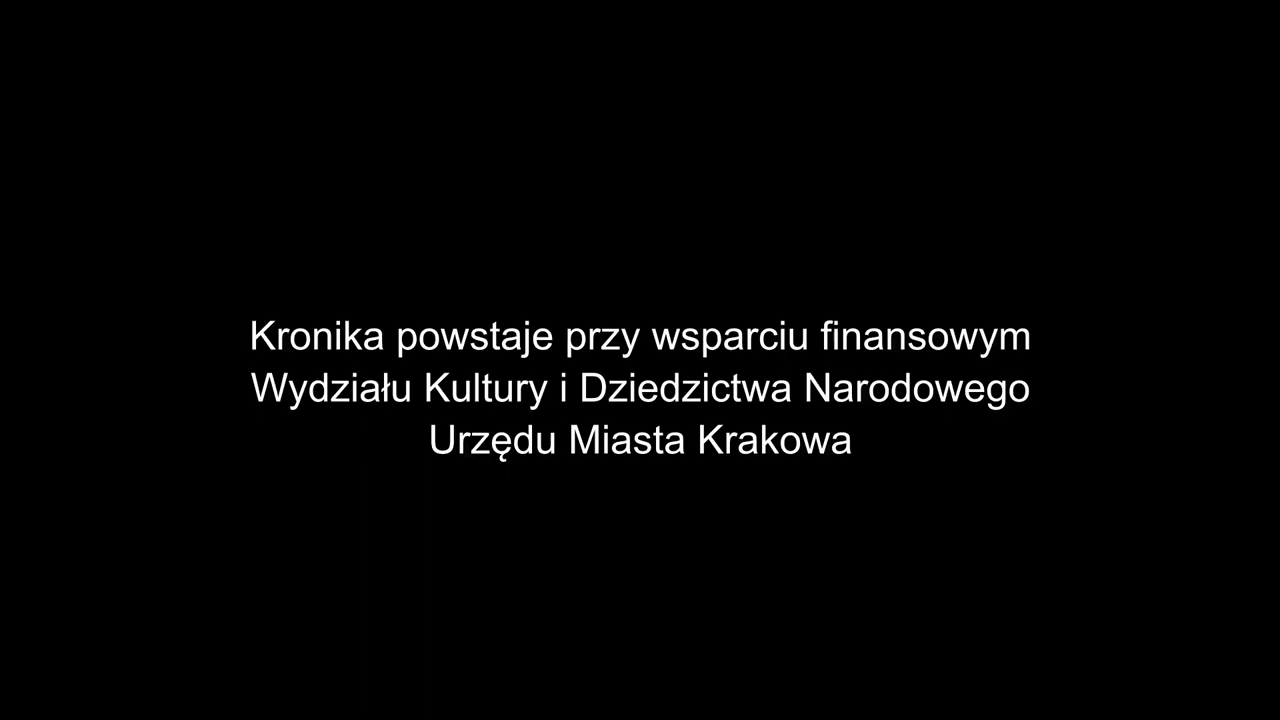 Kronika powstaje przy wsparciu finansowym
Wydziału Kultury i Dziedzictwa Narodowego
Urzędu Miasta Krakowa